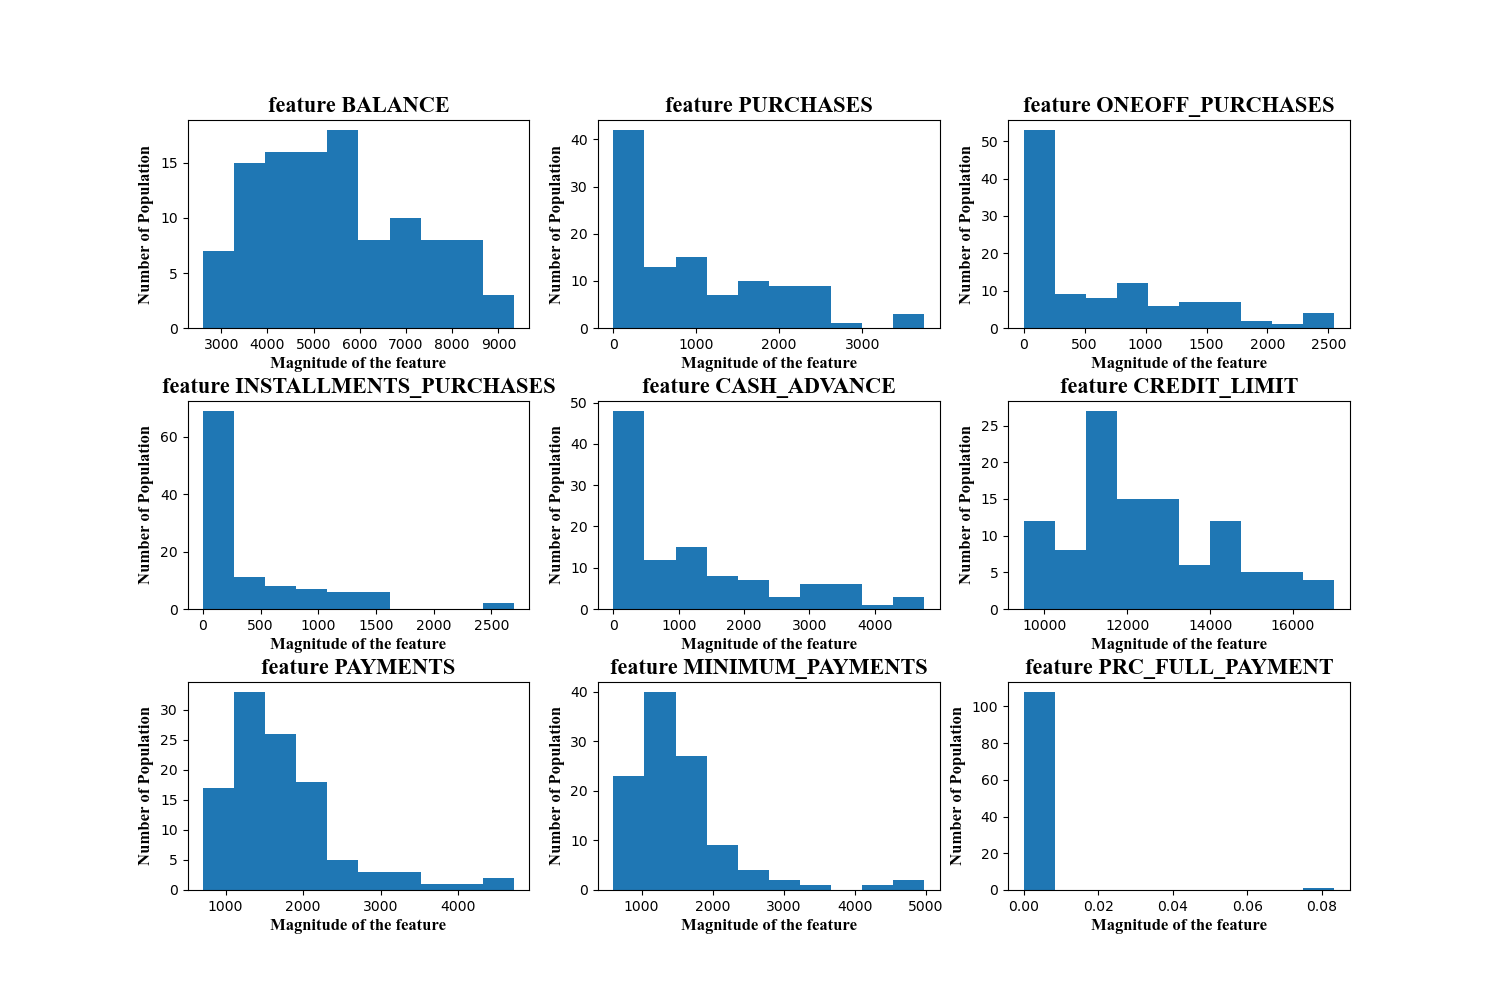 feature BALANCE
Number of Population
15
10
5
0
3000 4000 5000 6000 7000 8000 9000
Magnitude of the feature
feature PURCHASES
Number of Population
40
30
20
10
0
0 1000 2000 3000
Magnitude of the feature
feature ONEOFF_PURCHASES
Number of Population
50
40
30
20
10
0
0 500 1000 1500 2000 2500
Magnitude of the feature
feature INSTALLMENTS_PURCHASES
Number of Population
60
40
20
0
0 500 1000 1500 2000 2500
Magnitude of the feature
feature CASH_ADVANCE
Number of Population
50
40
30
20
10
0
0 1000 2000 3000 4000
Magnitude of the feature
feature CREDIT_LIMIT
Number of Population
25
20
15
10
5
0
10000 12000 14000 16000
Magnitude of the feature
feature PAYMENTS
Number of Population
30
25
20
15
10
5
0
1000 2000 3000 4000
Magnitude of the feature
feature MINIMUM_PAYMENTS
Number of Population
40
30
20
10
0
1000 2000 3000 4000 5000
Magnitude of the feature
feature PRC_FULL_PAYMENT
Number of Population
100
80
60
40
20
0
0.00 0.02 0.04 0.06 0.08
Magnitude of the feature